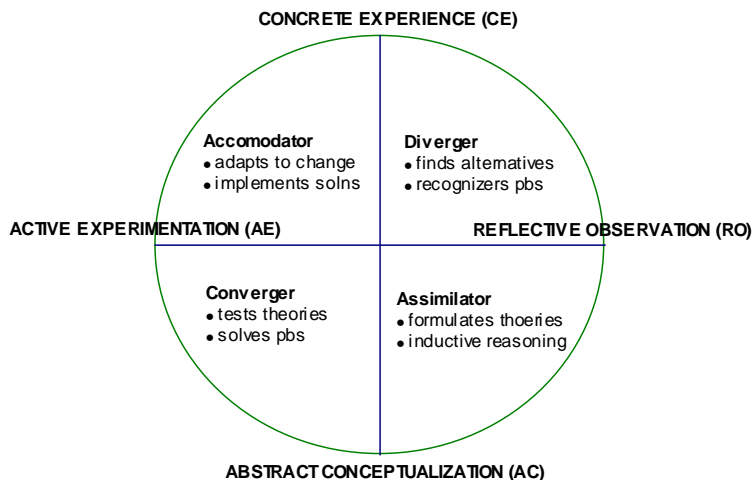 CONCRETE EXPERIENCE (CE)
Accomodator
• adapts to change
• implements solns
Diverger
• finds alternatives
• recognizers pbs
ACTIVE EXPERIMENTATION (AE)
REFLECTIVE OBSERVATION (RO)
Converger
• tests theories
• solves pbs
Assimilator
• formulates thoeries
• inductive reasoning
ABSTRACT CONCEPTUALIZATION (AC)